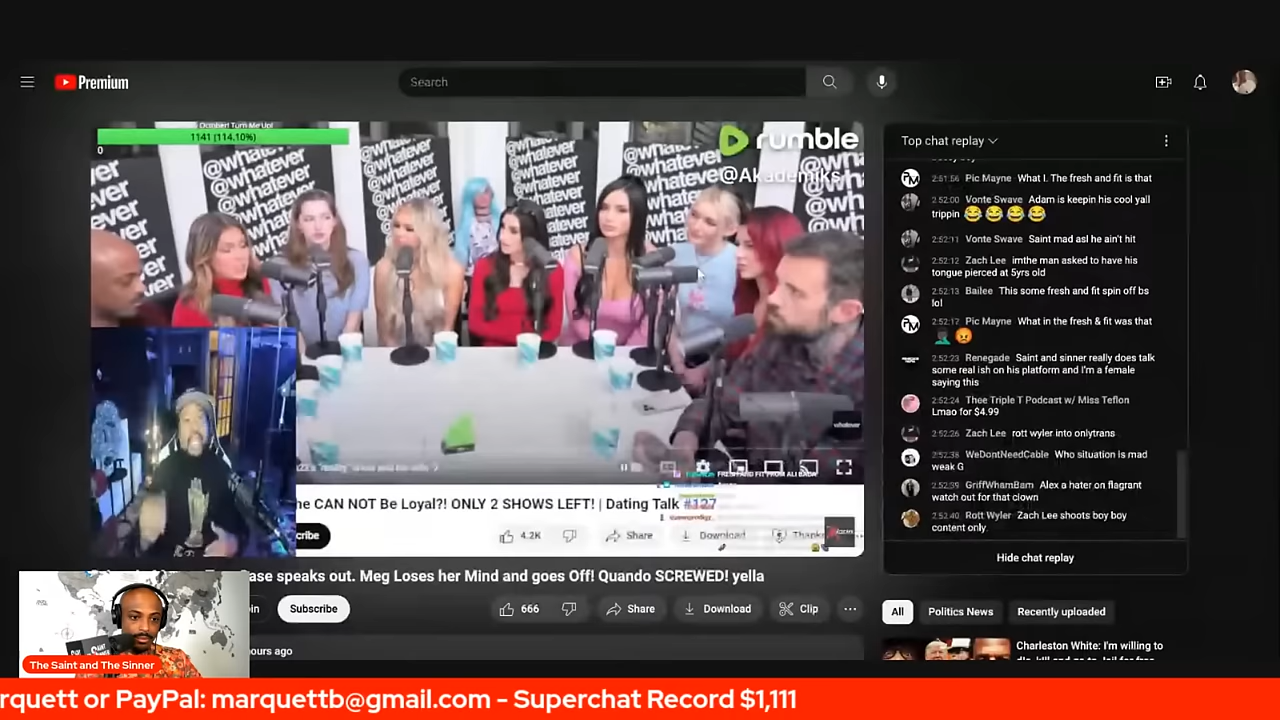 Premium
Search
1141 (114.10%)
0
rumble
@Akademiks
@whatever
@whatever
@whatever
@whatever
whatever
he CAN NOT Be Loyal?! ONLY 2 SHOWS LEFT! | Dating Talk #127
cribe
4.2K
Share
Download
Thanks
ase speaks out. Meg Loses her Mind and goes Off! Quando SCREWED! yella
in
Subscribe
666
Share
Download
Clip
ours ago
Top chat replay
2:51:56 Pic Mayne What I. The fresh and fit is that
2:52:00 Vonte Swave Adam is keepin his cool yall
trippin 😂 😂 😂 😂
2:52:11 Vonte Swave Saint mad asl he ain't hit
2:52:12 Zach Lee imthe man asked to have his
tongue pierced at 5yrs old
2:52:13 Bailee This some fresh and fit spin off bs
lol
2:52:17 Pic Mayne What in the fresh & fit was that
2:52:23 Renegade Saint and sinner really does talk
some real ish on his platform and I'm a female
saying this
2:52:24 Thee Triple T Podcast w/ Miss Teflon
Lmao for $4.99
2:52:26 Zach Lee rott wyler into onlytrans
2:52:38 WeDontNeedCable Who situation is mad
weak G
2:52:39 GriffWhamBam Alex a hater on flagrant
watch out for that clown
2:52:40 Rott Wyler Zach Lee shoots boy boy
content only.
Hide chat replay
All
Politics News
Recently uploaded
Charleston White: I'm willing to
The Saint and The Sinner
rquett or PayPal: marquettb@gmail.com - Superchat Record $1,111